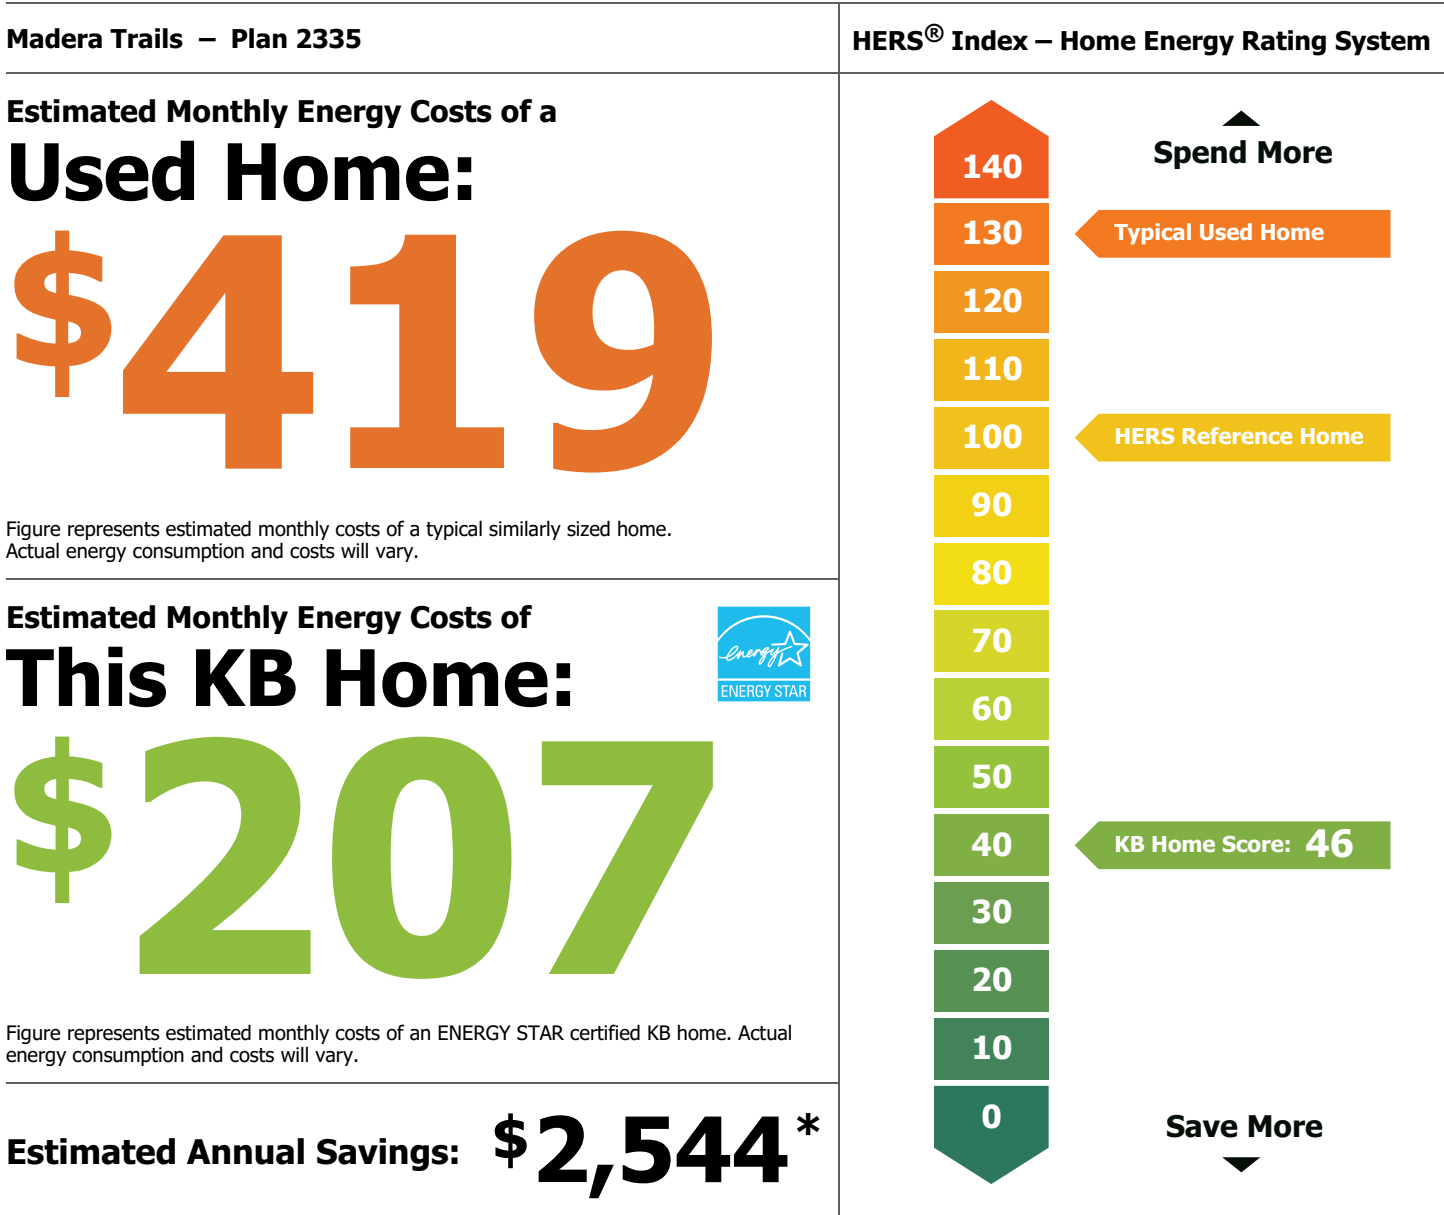 Madera Trails – Plan 2335
Estimated Monthly Energy Costs of a
Used Home:
$419
Figure represents estimated monthly costs of a typical similarly sized home.
Actual energy consumption and costs will vary.
Estimated Monthly Energy Costs of
This KB Home:
energy
ENERGY STAR
$207
Figure represents estimated monthly costs of an ENERGY STAR certified KB home. Actual
energy consumption and costs will vary.
Estimated Annual Savings: $2,544*
HERS® Index – Home Energy Rating System
Spend More
140
130
Typical Used Home
120
110
100
HERS Reference Home
90
80
70
60
50
40
KB Home Score: 46
30
20
10
0
Save More